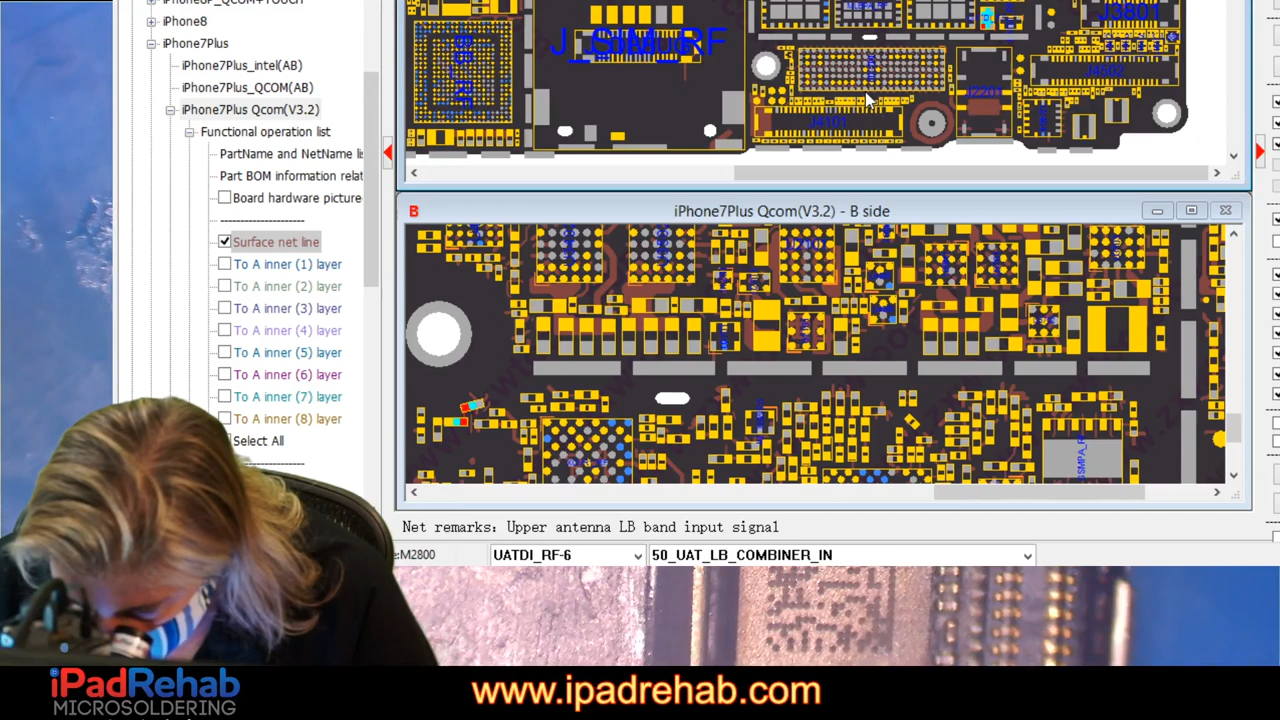 iPhone8
iPhone7Plus
iPhone7Plus_intel(AB)
iPhone7Plus_QCOM(AB)
iPhone7Plus Qcom(V3.2)
Functional operation list
PartName and NetName li
Part BOM information relat
Board hardware picture
--------------------
Surface net line
To A inner (1) layer
To A inner (2) layer
To A inner (3) layer
To A inner (4) layer
To A inner (5) layer
To A inner (6) layer
To A inner (7) layer
To A inner (8) layer
Select All
J3801
J4101
B
iPhone7Plus Qcom(V3.2) - B side
Net remarks: Upper antenna LB band input signal
:M2800
UATDI_RF-6
50_UAT_LB_COMBINER_IN
iPadRehab
MICROSOLDERING
www.ipadrehab.com